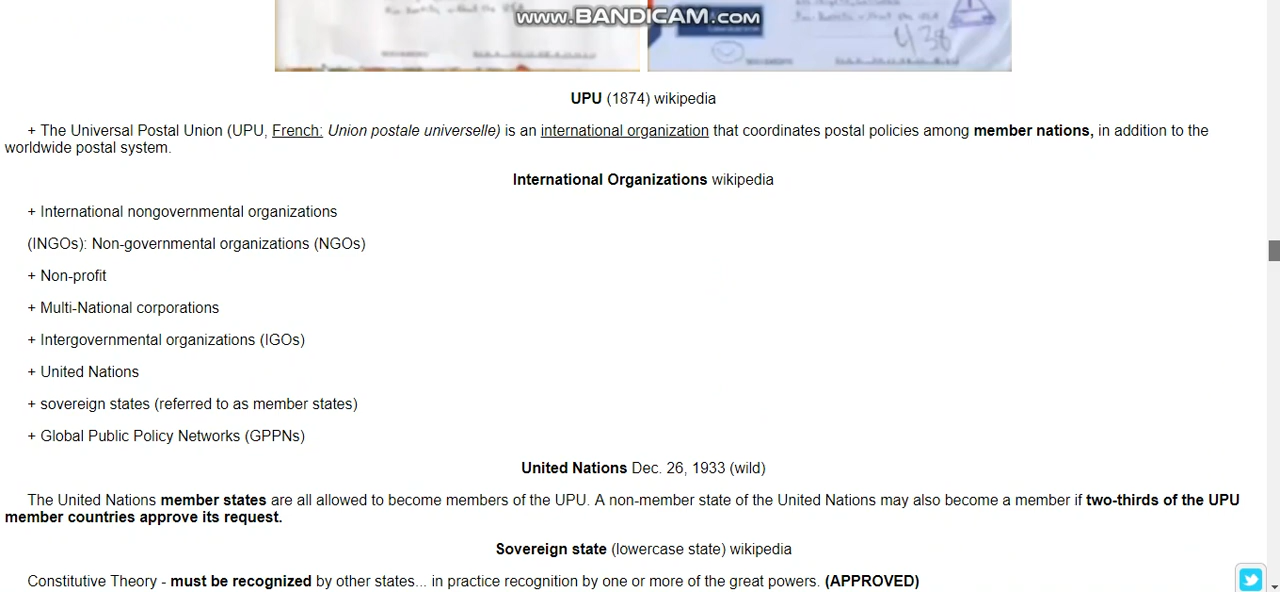 www.BANDICAM.com
438
UPU (1874) wikipedia
+ The Universal Postal Union (UPU, French: Union postale universelle) is an international organization that coordinates postal policies among member nations, in addition to the
worldwide postal system.
International Organizations wikipedia
+ International nongovernmental organizations
(INGOs): Non-governmental organizations (NGOs)
+ Non-profit
+ Multi-National corporations
+ Intergovernmental organizations (IGOs)
+ United Nations
+ sovereign states (referred to as member states)
+ Global Public Policy Networks (GPPNs)
United Nations Dec. 26, 1933 (wild)
The United Nations member states are all allowed to become members of the UPU. A non-member state of the United Nations may also become a member if two-thirds of the UPU
member countries approve its request.
Sovereign state (lowercase state) wikipedia
Constitutive Theory - must be recognized by other states... in practice recognition by one or more of the great powers. (APPROVED)